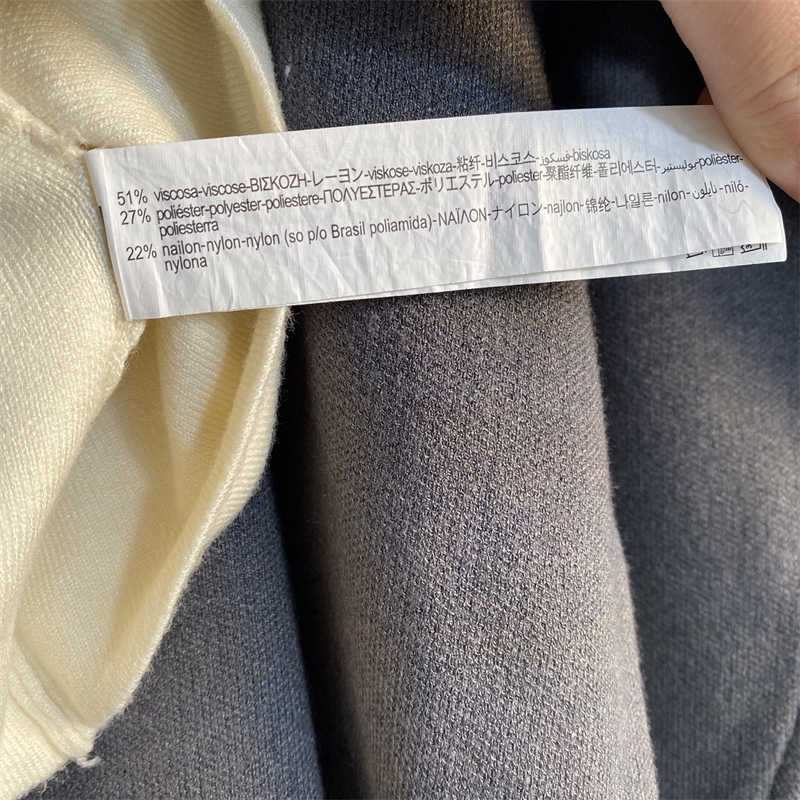 51% viscosa-viscose-ΒΙΣΚΟΖΗ-レーヨン-viskose-viskoza-粘纤-비스코스-فسكوز-biskosa
27% poliéster-polyester-poliestere-ΠΟΛΥΕΣΤΕΡΑΣ-ポリエステル-poliester-聚酯纤维-폴리에스터-بوليستير-polièster-
poliesterra
22% nailon-nylon-nylon (so p/o Brasil poliamida)-ΝΑΪΛΟΝ-ナイロン-najlon-锦纶-나일론-nilon-نايلون-niló-
nylona